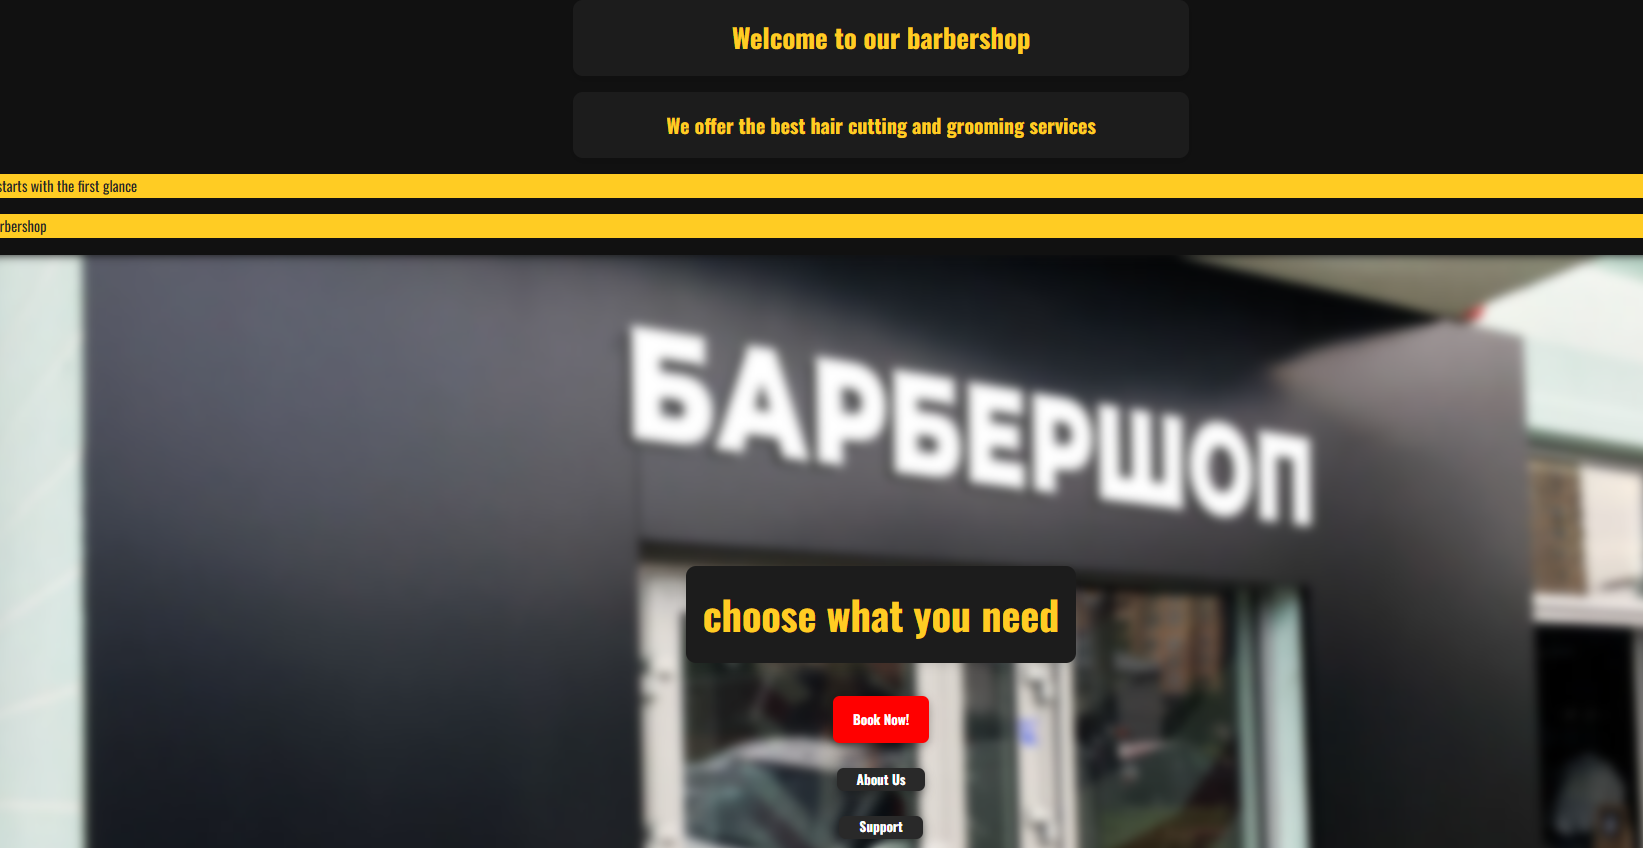 Welcome to our barbershop
We offer the best hair cutting and grooming services
starts with the first glance
rbershop
БАРБЕРШОП
choose what you need
Book Now!
About Us
Support